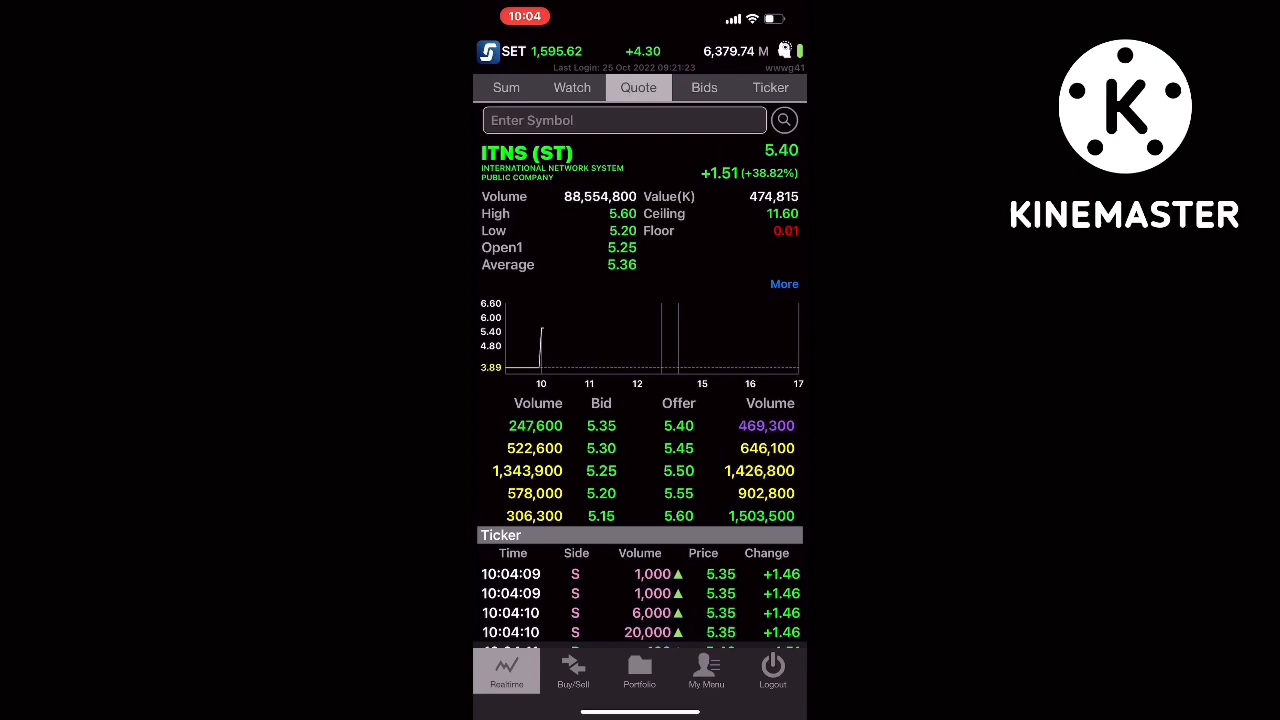 10:04
SET 1,595.62 +4.30 6,379.74 M
Last Login: 25 Oct 2022 09:21:23 wwwg41
Sum Watch Quote Bids Ticker
Enter Symbol
ITNS (ST) 5.40
INTERNATIONAL NETWORK SYSTEM
PUBLIC COMPANY
+1.51 (+38.82%)
Volume 88,554,800 Value(K) 474,815
High 5.60 Ceiling 11.60
Low 5.20 Floor 0.01
Open1 5.25
Average 5.36
More
6.60
6.00
5.40
4.80
3.89
10 11 12 15 16 17
Volume Bid Offer Volume
247,600 5.35 5.40 469,300
522,600 5.30 5.45 646,100
1,343,900 5.25 5.50 1,426,800
578,000 5.20 5.55 902,800
306,300 5.15 5.60 1,503,500
Ticker
Time Side Volume Price Change
10:04:09 S 1,000 5.35 +1.46
10:04:09 S 1,000 5.35 +1.46
10:04:10 S 6,000 5.35 +1.46
10:04:10 S 20,000 5.35 +1.46
Realtime Buy/Sell Portfolio My Menu Logout
K
KINEMASTER